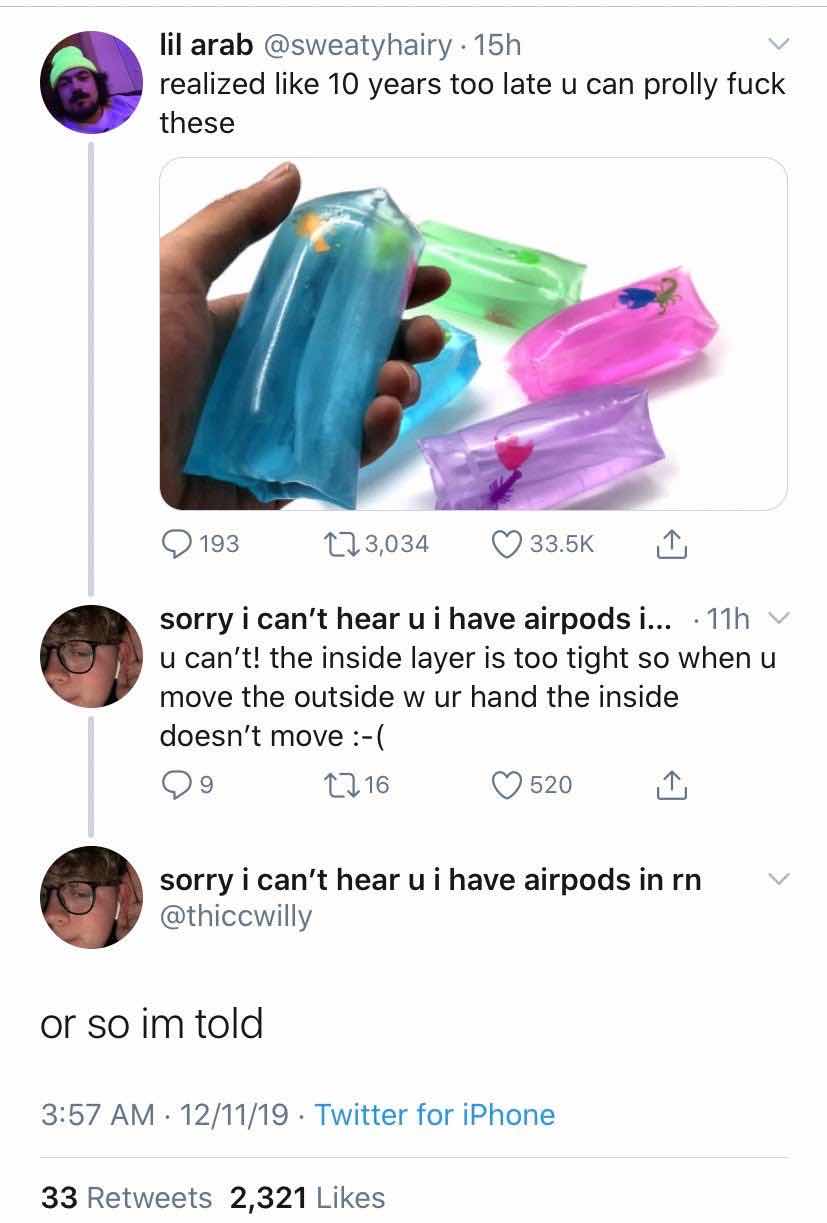 lil arab @sweatyhairy · 15h
realized like 10 years too late u can prolly fuck
these
193 3,034 33.5K
sorry i can’t hear u i have airpods i... · 11h
u can’t! the inside layer is too tight so when u
move the outside w ur hand the inside
doesn’t move :-(
9 16 520
sorry i can’t hear u i have airpods in rn
@thiccwilly
or so im told
3:57 AM · 12/11/19 · Twitter for iPhone
33 Retweets 2,321 Likes